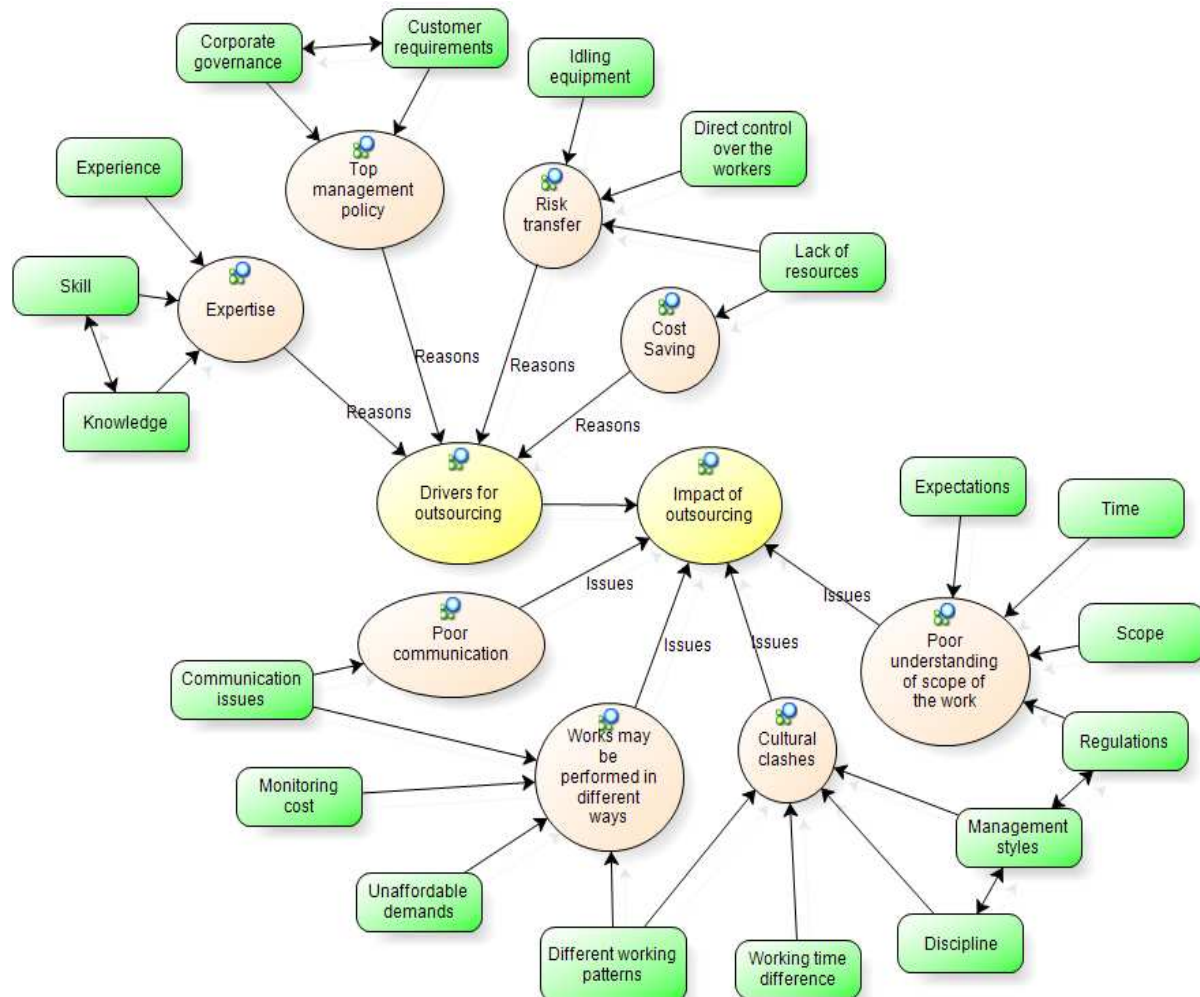 Corporate
governance
Customer
requirements
Idling
equipment
Direct control
over the
workers
Experience
Top
management
policy
Risk
transfer
Lack of
resources
Skill
Expertise
Cost
Saving
Knowledge
Reasons
Reasons
Reasons
Reasons
Drivers for
outsourcing
Impact of
outsourcing
Expectations
Time
Issues
Issues
Issues
Issues
Poor
communication
Poor
understanding
of scope of
the work
Scope
Communication
issues
Works may
be
performed in
different
ways
Cultural
clashes
Regulations
Monitoring
cost
Management
styles
Unaffordable
demands
Different working
patterns
Working time
difference
Discipline